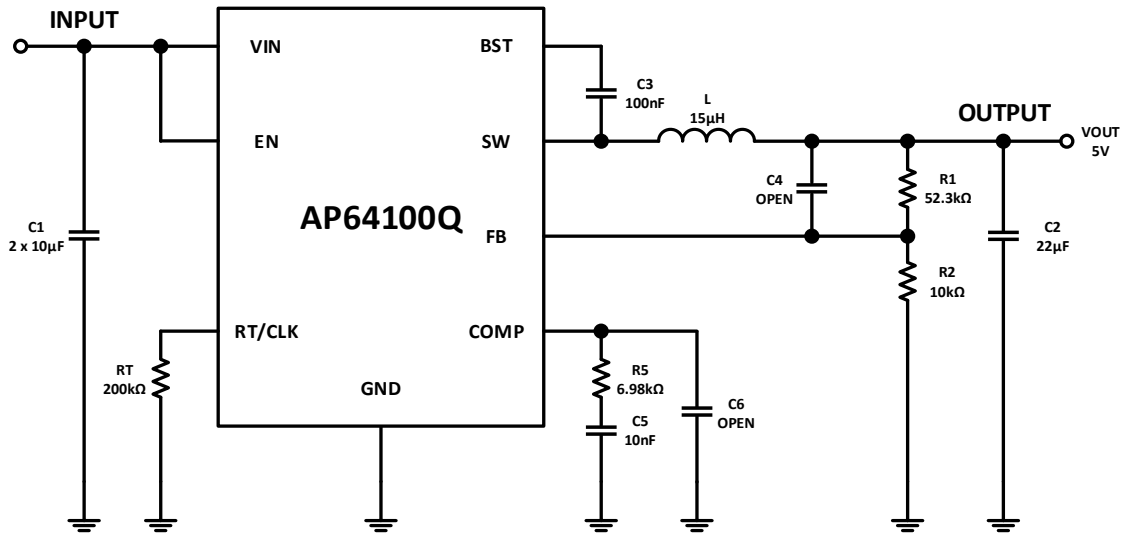 INPUT
VIN
BST
C3
100nF
L
15µH
OUTPUT
VOUT
5V
EN
SW
C4
OPEN
R1
52.3kΩ
AP64100Q
FB
C1
2 x 10µF
C2
22µF
R2
10kΩ
RT/CLK
COMP
RT
200kΩ
GND
R5
6.98kΩ
C6
OPEN
C5
10nF